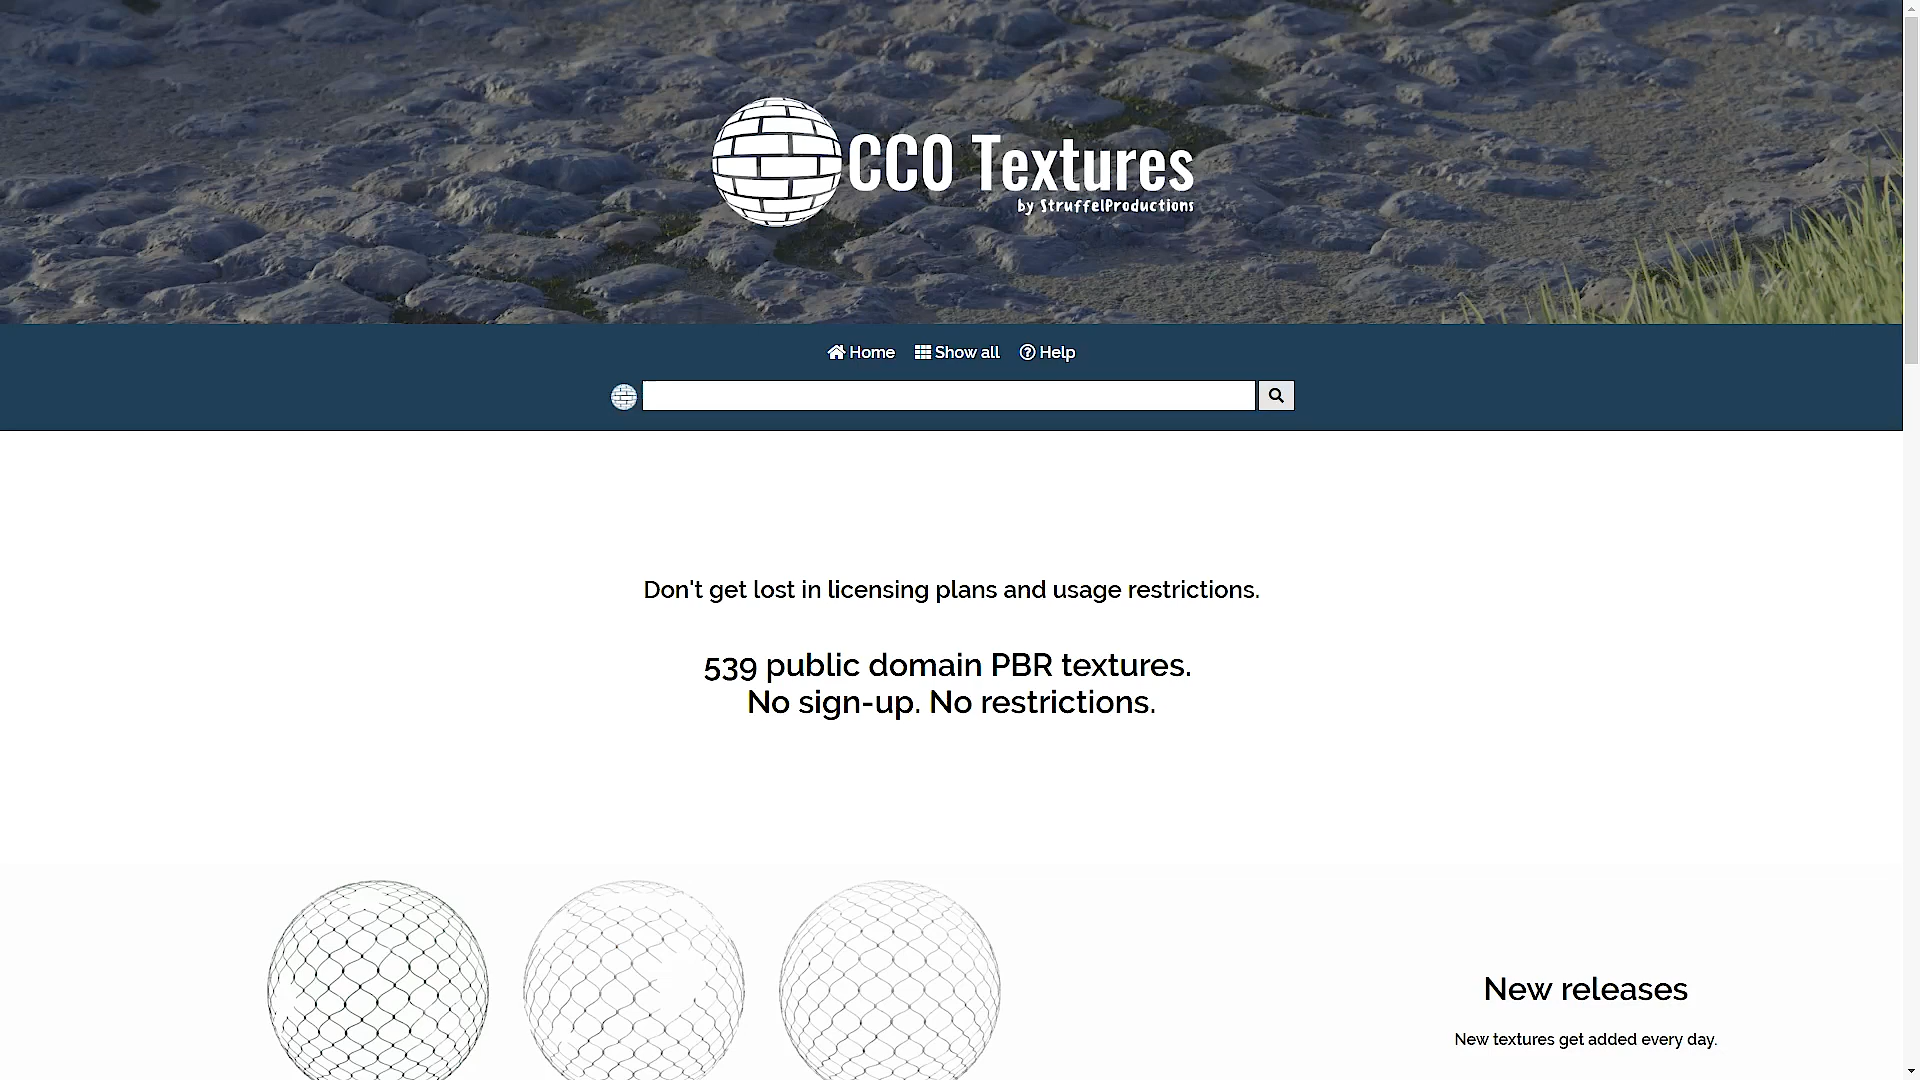 CC0 Textures
by StruffelProductions
Home Show all Help
Don't get lost in licensing plans and usage restrictions.
539 public domain PBR textures.
No sign-up. No restrictions.
New releases
New textures get added every day.